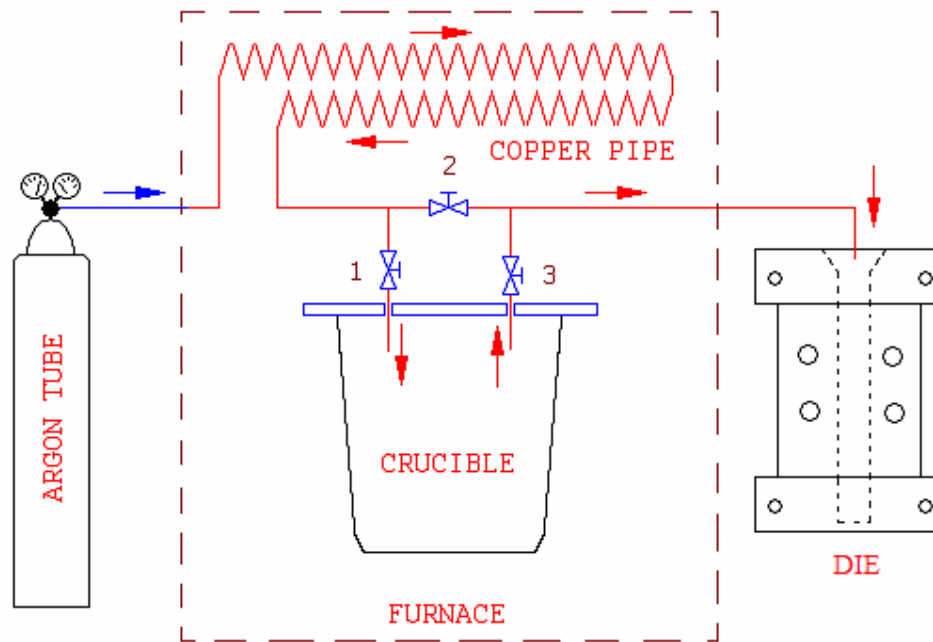 COPPER PIPE
2
1
3
ARGON TUBE
CRUCIBLE
DIE
FURNACE